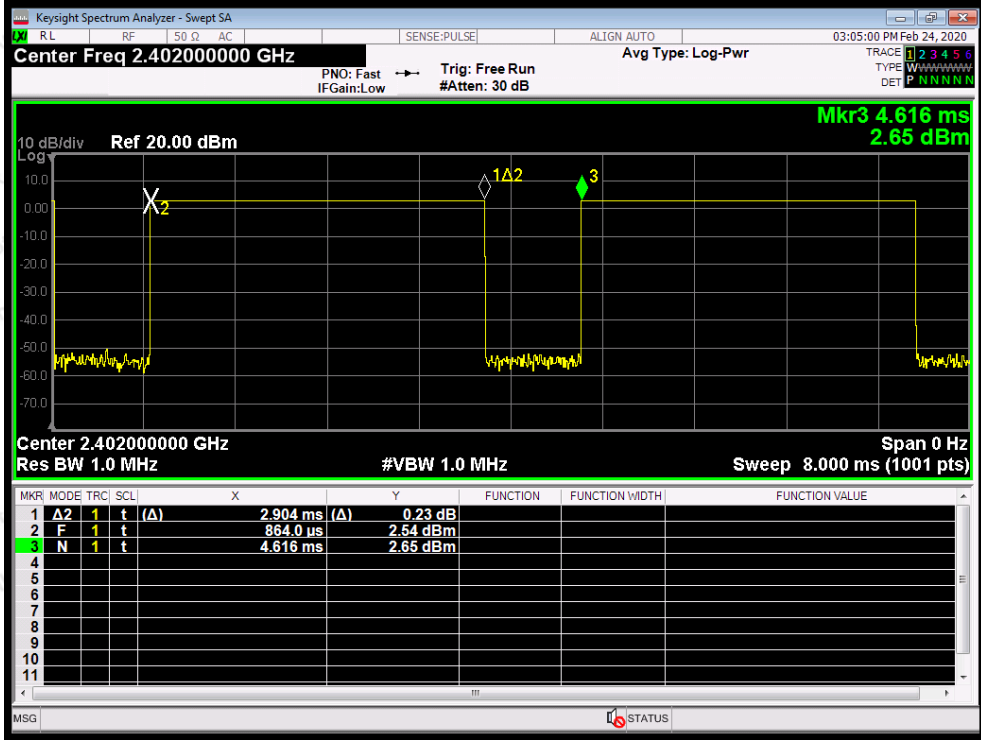 Keysight Spectrum Analyzer - Swept SA
LXI RL RF 50 Ω AC SENSE:PULSE ALIGN AUTO 03:05:00 PM Feb 24, 2020
Center Freq 2.402000000 GHz Avg Type: Log-Pwr TRACE 1 2 3 4 5 6
PNO: Fast Trig: Free Run TYPE WWWWWW
IFGain:Low #Atten: 30 dB DET P N N N N N
Mkr3 4.616 ms
10 dB/div Ref 20.00 dBm 2.65 dBm
Log
10.0
0.00
-10.0
-20.0
-30.0
-40.0
-50.0
-60.0
-70.0
2
1Δ2
3
Center 2.402000000 GHz Span 0 Hz
Res BW 1.0 MHz #VBW 1.0 MHz Sweep 8.000 ms (1001 pts)
MKR MODE TRC SCL X Y FUNCTION FUNCTION WIDTH FUNCTION VALUE
1 Δ2 1 t (Δ) 2.904 ms (Δ) 0.23 dB
2 F 1 t 864.0 µs 2.54 dBm
3 N 1 t 4.616 ms 2.65 dBm
4
5
6
7
8
9
10
11
MSG STATUS